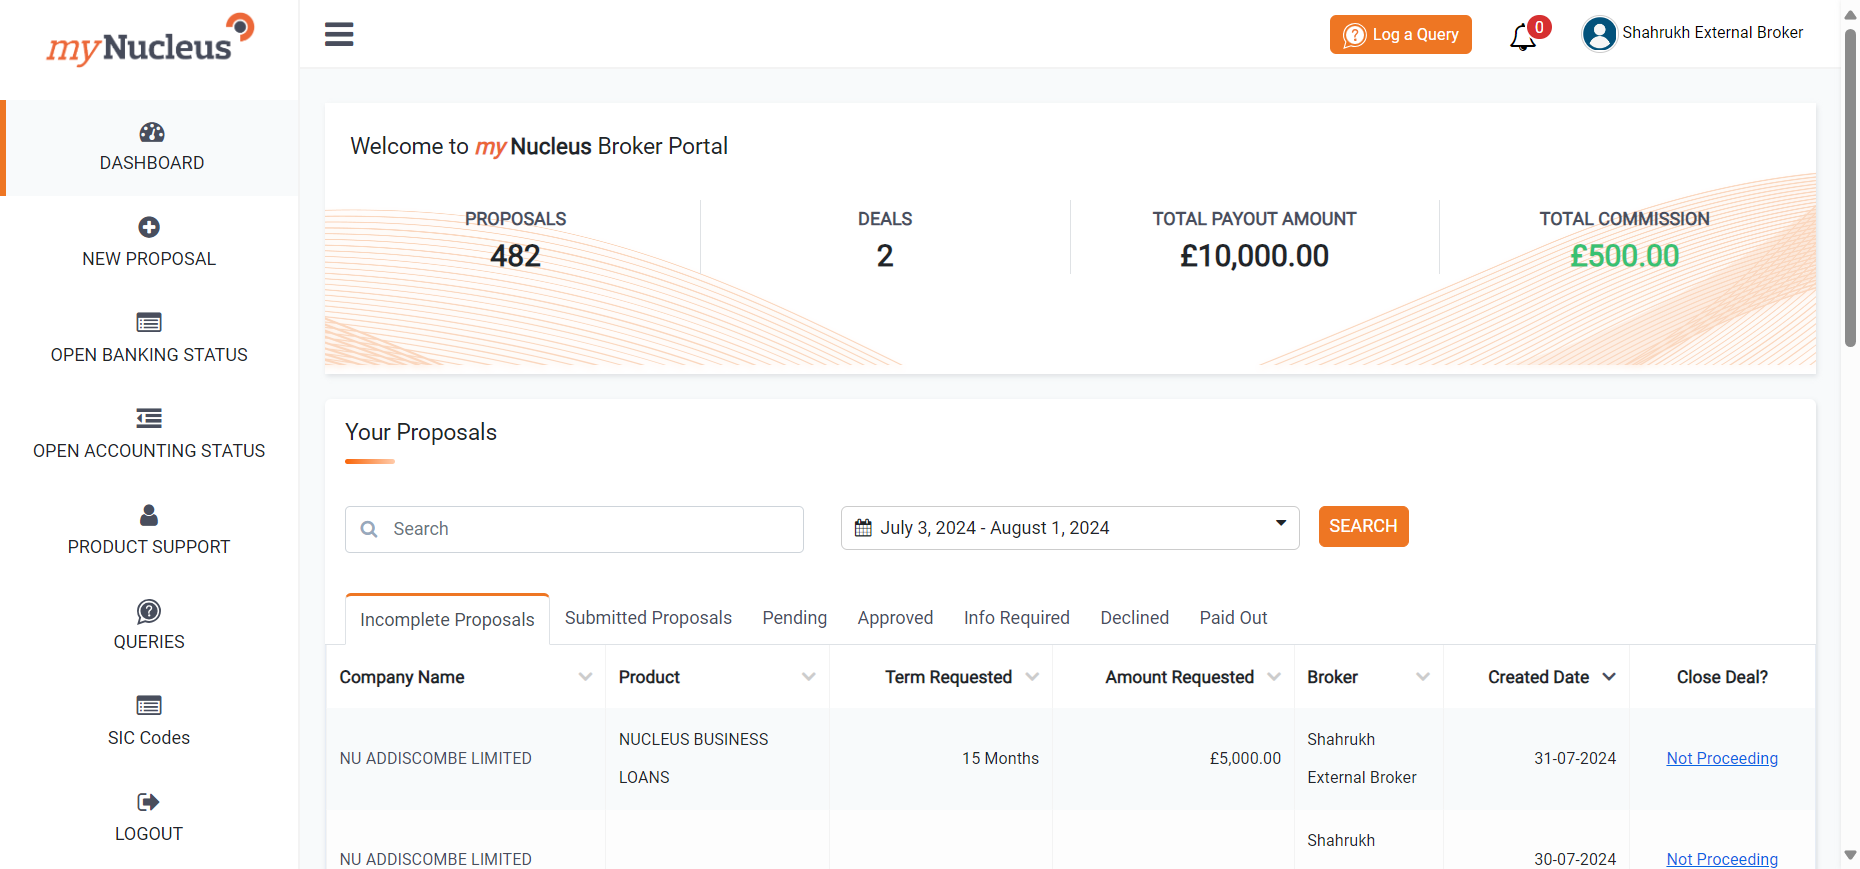 myNucleus
Log a Query
0
Shahrukh External Broker
DASHBOARD
NEW PROPOSAL
OPEN BANKING STATUS
OPEN ACCOUNTING STATUS
PRODUCT SUPPORT
QUERIES
SIC Codes
LOGOUT
Welcome to my Nucleus Broker Portal
PROPOSALS
482
DEALS
2
TOTAL PAYOUT AMOUNT
£10,000.00
TOTAL COMMISSION
£500.00
Your Proposals
Search
July 3, 2024 - August 1, 2024
SEARCH
Incomplete Proposals Submitted Proposals Pending Approved Info Required Declined Paid Out
Company Name Product Term Requested Amount Requested Broker Created Date Close Deal?
NU ADDISCOMBE LIMITED
NUCLEUS BUSINESS
LOANS
15 Months
£5,000.00
Shahrukh
External Broker
31-07-2024
Not Proceeding
NU ADDISCOMBE LIMITED
Shahrukh
30-07-2024
Not Proceeding